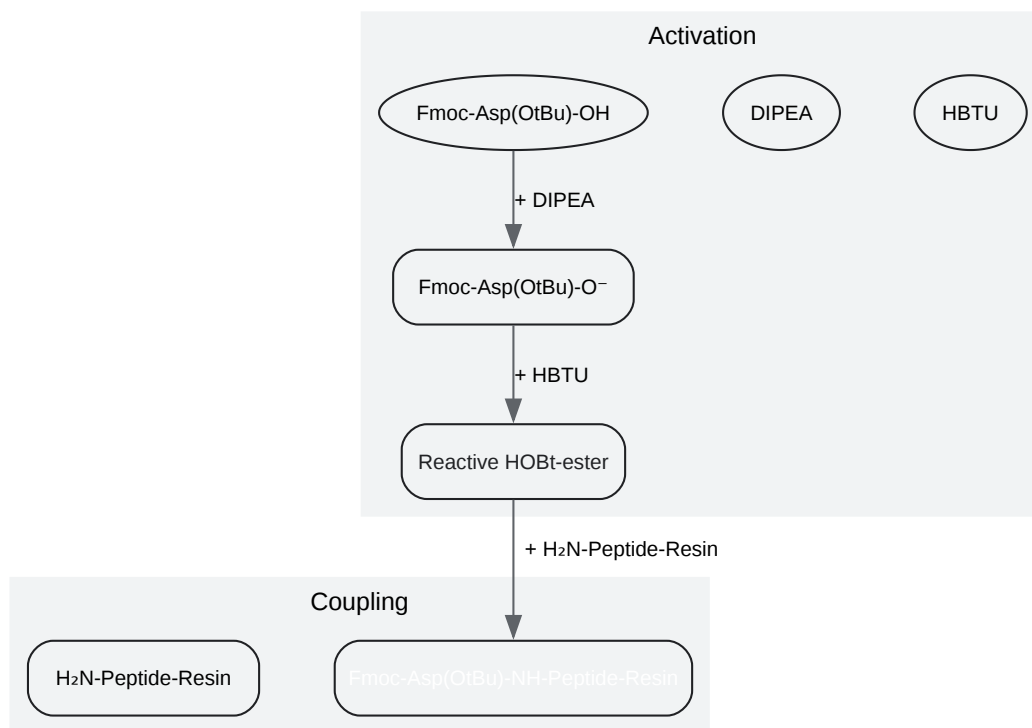 Activation
Fmoc-Asp(OtBu)-OH
DIPEA
HBTU
+ DIPEA
Fmoc-Asp(OtBu)-O⁻
+ HBTU
Reactive HOBt-ester
+ H₂N-Peptide-Resin
Coupling
H₂N-Peptide-Resin
Fmoc-Asp(OtBu)-NH-Peptide-Resin